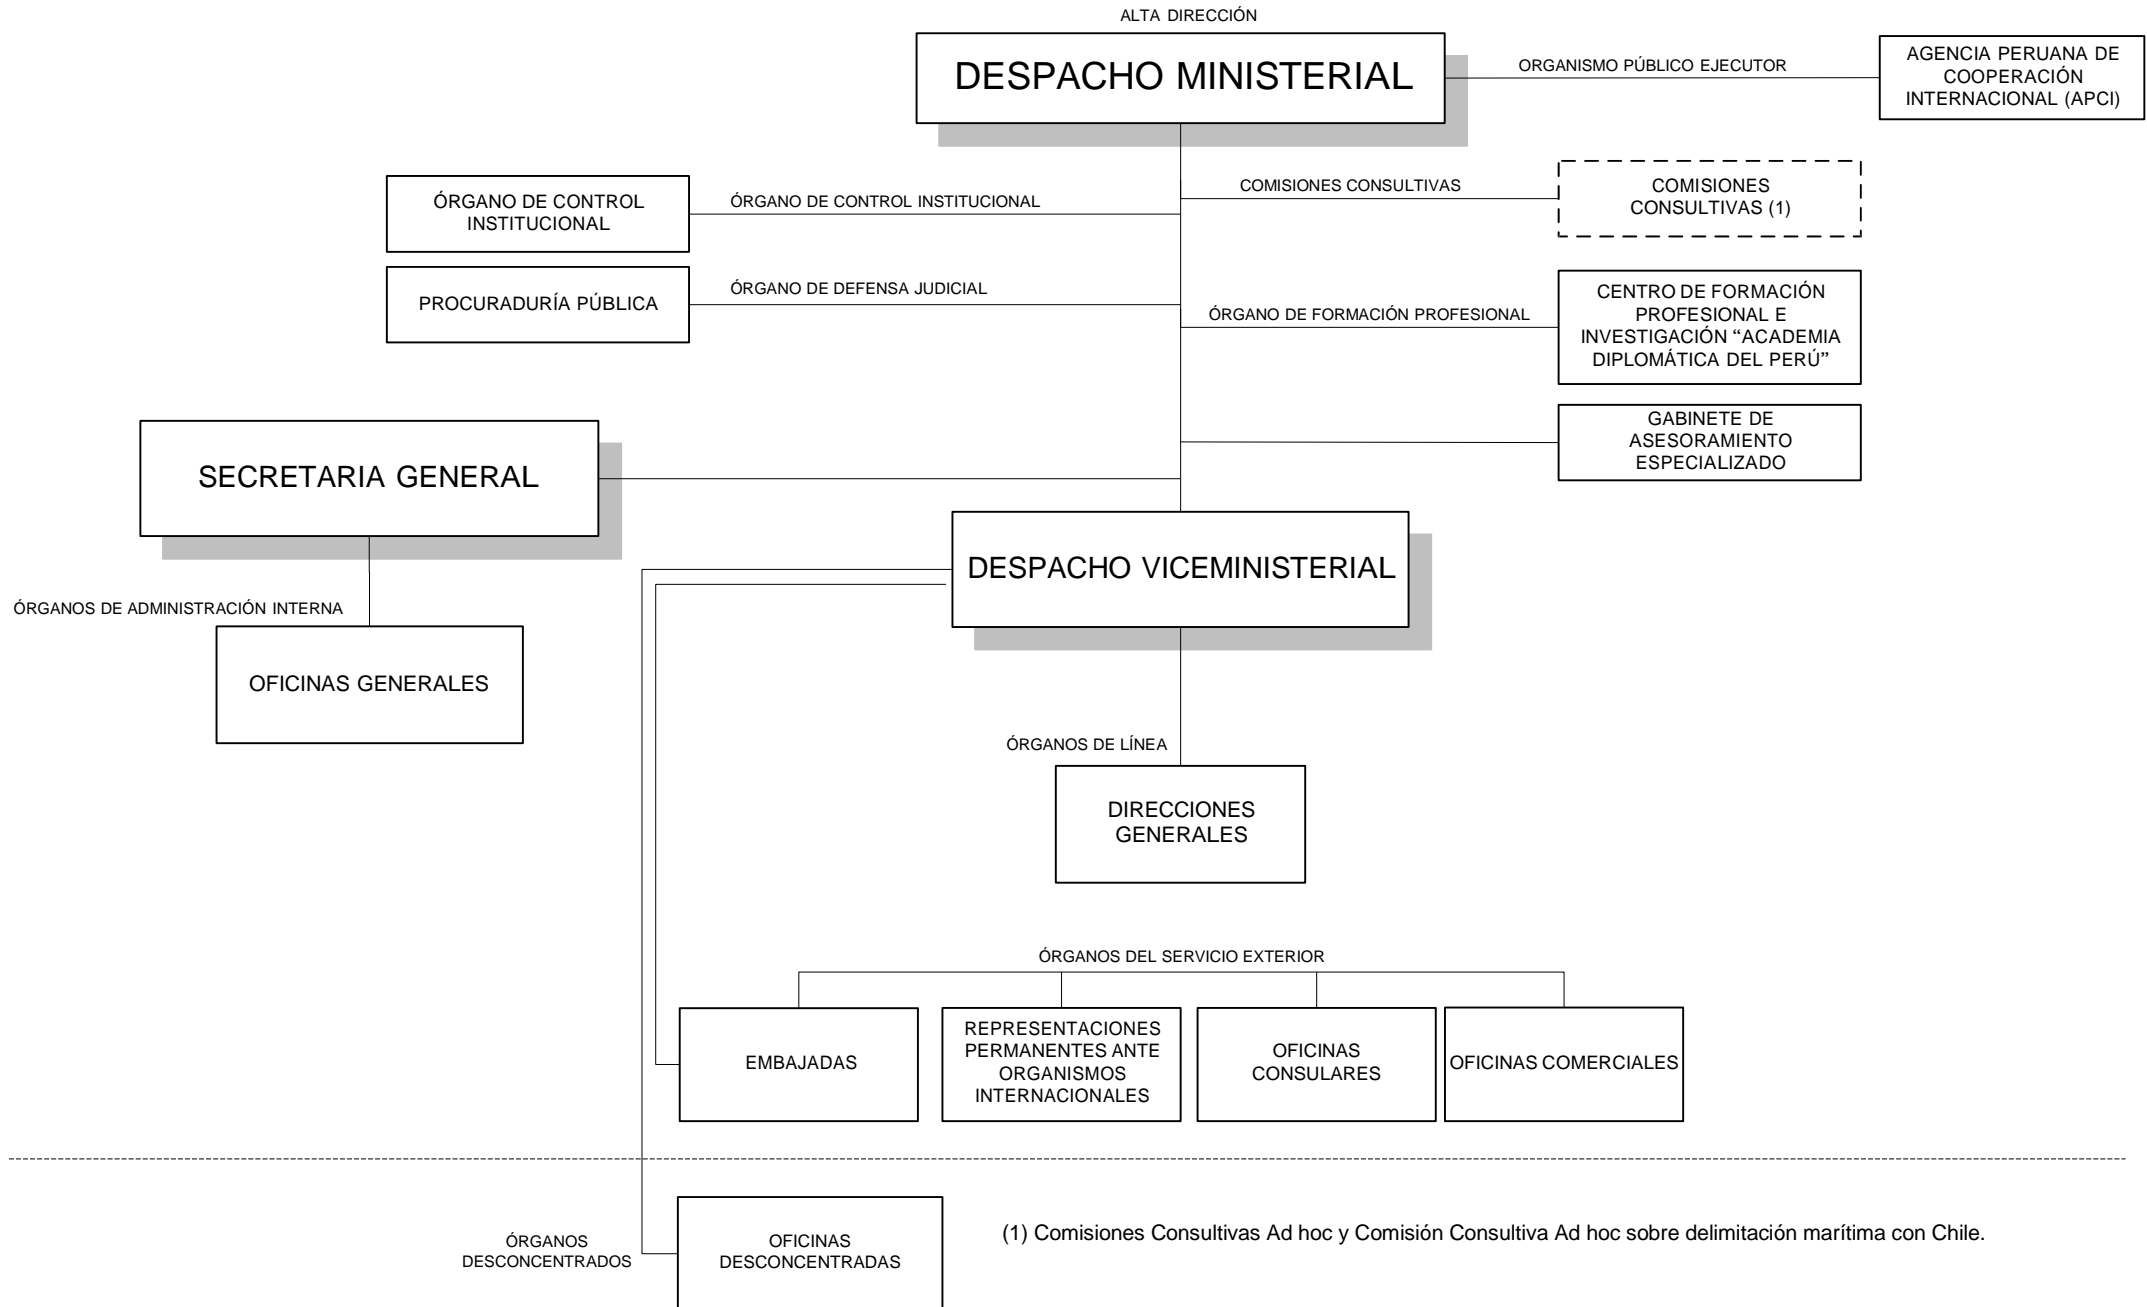 ALTA DIRECCIÓN
DESPACHO MINISTERIAL
ORGANISMO PÚBLICO EJECUTOR
AGENCIA PERUANA DE
COOPERACIÓN
INTERNACIONAL (APCI)
ÓRGANO DE CONTROL
INSTITUCIONAL
ÓRGANO DE CONTROL INSTITUCIONAL
COMISIONES CONSULTIVAS
COMISIONES
CONSULTIVAS (1)
PROCURADURÍA PÚBLICA
ÓRGANO DE DEFENSA JUDICIAL
ÓRGANO DE FORMACIÓN PROFESIONAL
CENTRO DE FORMACIÓN
PROFESIONAL E
INVESTIGACIÓN “ACADEMIA
DIPLOMÁTICA DEL PERÚ”
GABINETE DE
ASESORAMIENTO
ESPECIALIZADO
SECRETARIA GENERAL
DESPACHO VICEMINISTERIAL
ÓRGANOS DE ADMINISTRACIÓN INTERNA
OFICINAS GENERALES
ÓRGANOS DE LÍNEA
DIRECCIONES
GENERALES
ÓRGANOS DEL SERVICIO EXTERIOR
EMBAJADAS
REPRESENTACIONES
PERMANENTES ANTE
ORGANISMOS
INTERNACIONALES
OFICINAS
CONSULARES
OFICINAS COMERCIALES
ÓRGANOS
DESCONCENTRADOS
OFICINAS
DESCONCENTRADAS
(1) Comisiones Consultivas Ad hoc y Comisión Consultiva Ad hoc sobre delimitación marítima con Chile.